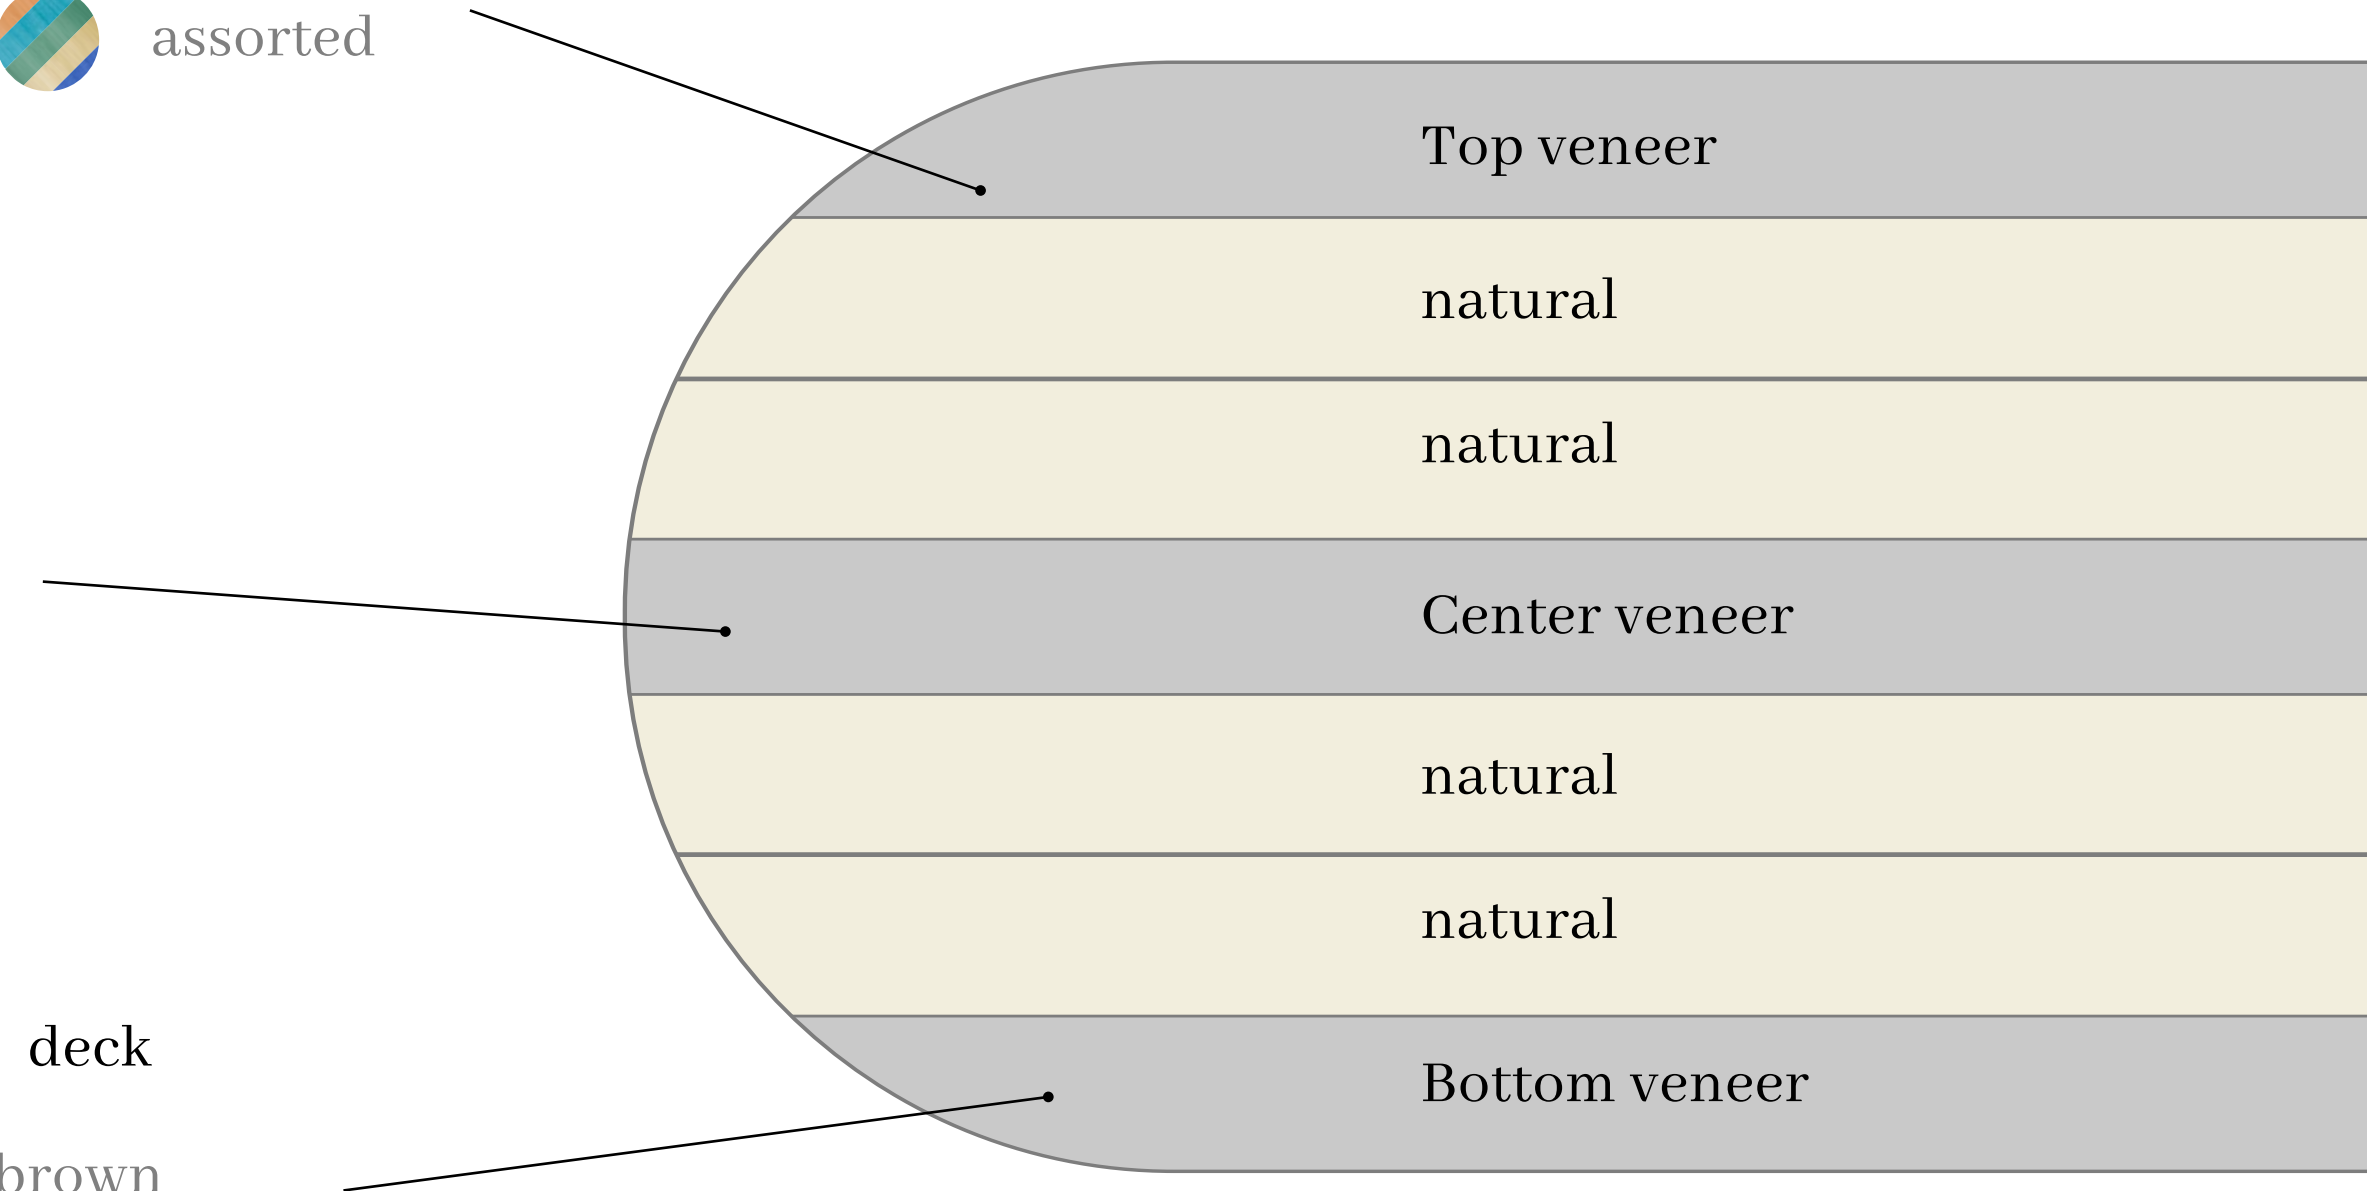 assorted
Top veneer
natural
natural
Center veneer
natural
natural
deck
Bottom veneer
brown